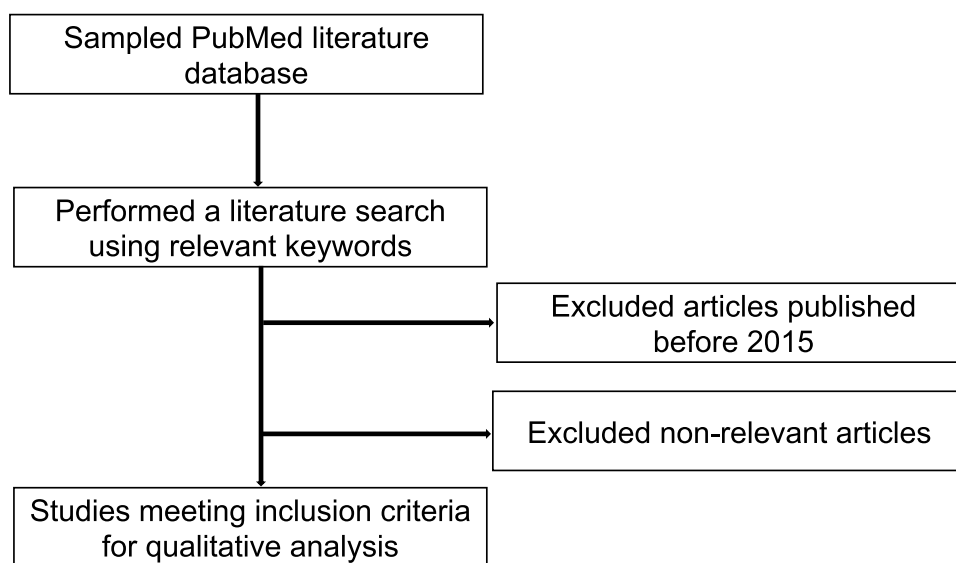 Sampled PubMed literature
database
Performed a literature search
using relevant keywords
Excluded articles published
before 2015
Excluded non-relevant articles
Studies meeting inclusion criteria
for qualitative analysis